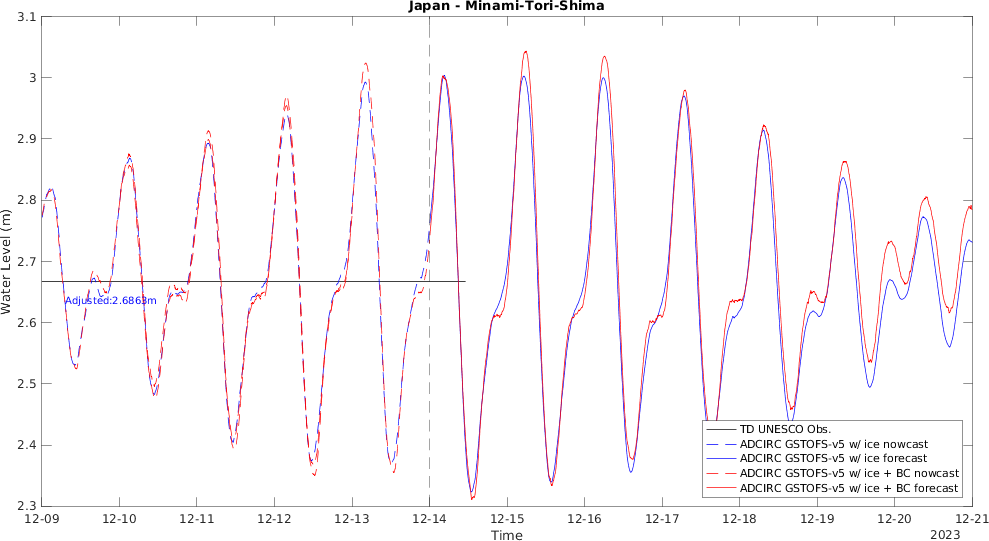 Japan - Minami-Tori-Shima
3.1
3
2.9
2.8
2.7
2.6
2.5
2.4
2.3
Water Level (m)
Adjusted:2.6863m
TD UNESCO Obs.
ADCIRC GSTOFS-v5 w/ ice nowcast
ADCIRC GSTOFS-v5 w/ ice forecast
ADCIRC GSTOFS-v5 w/ ice + BC nowcast
ADCIRC GSTOFS-v5 w/ ice + BC forecast
12-09 12-10 12-11 12-12 12-13 12-14 12-15 12-16 12-17 12-18 12-19 12-20 12-21
Time
2023